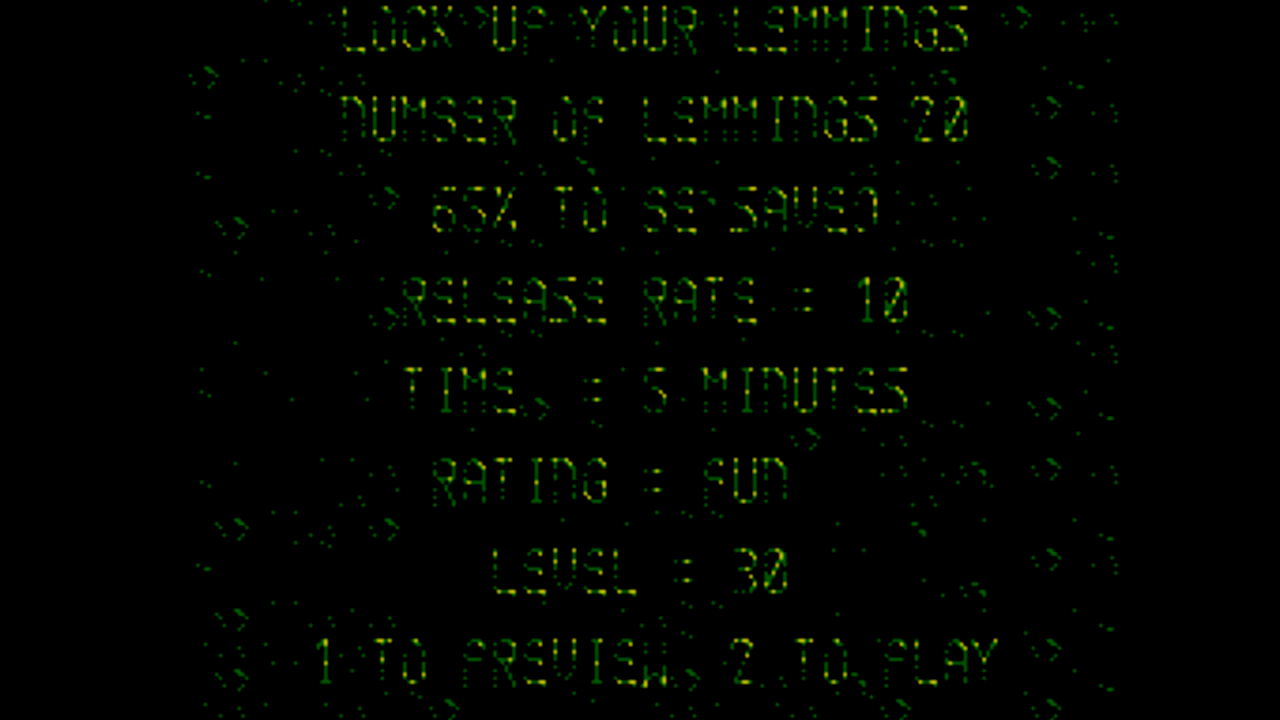 LOCK UP YOUR LEMMINGS
NUMBER OF LEMMINGS 20
65% TO BE SAVED
RELEASE RATE = 10
TIME = 5 MINUTES
RATING = FUN
LEVEL = 30
1 TO PREVIEW, 2 TO PLAY